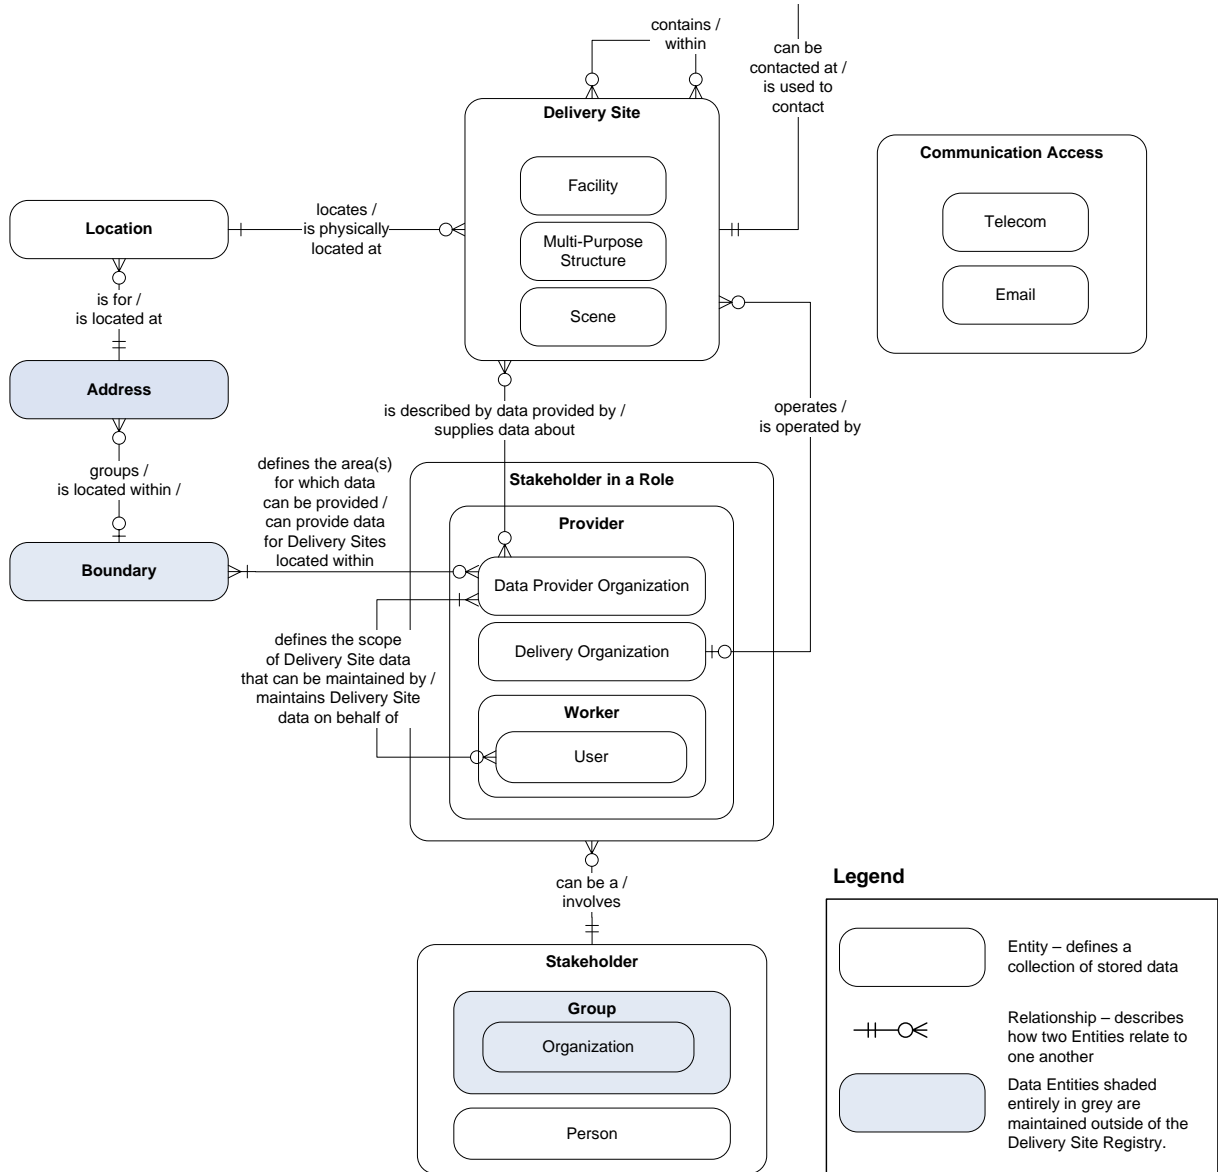 contains /
within
can be
contacted at /
is used to
contact
Delivery Site
Facility
Multi-Purpose
Structure
Scene
Communication Access
Telecom
Email
Location
locates /
is physically
located at
is for /
is located at
Address
groups /
is located within /
Boundary
is described by data provided by /
supplies data about
operates /
is operated by
defines the area(s)
for which data
can be provided /
can provide data
for Delivery Sites
located within
Stakeholder in a Role
Provider
Data Provider Organization
Delivery Organization
defines the scope
of Delivery Site data
that can be maintained by /
maintains Delivery Site
data on behalf of
Worker
User
can be a /
involves
Stakeholder
Group
Organization
Person
Legend
Entity – defines a
collection of stored data
Relationship – describes
how two Entities relate to
one another
Data Entities shaded
entirely in grey are
maintained outside of the
Delivery Site Registry.